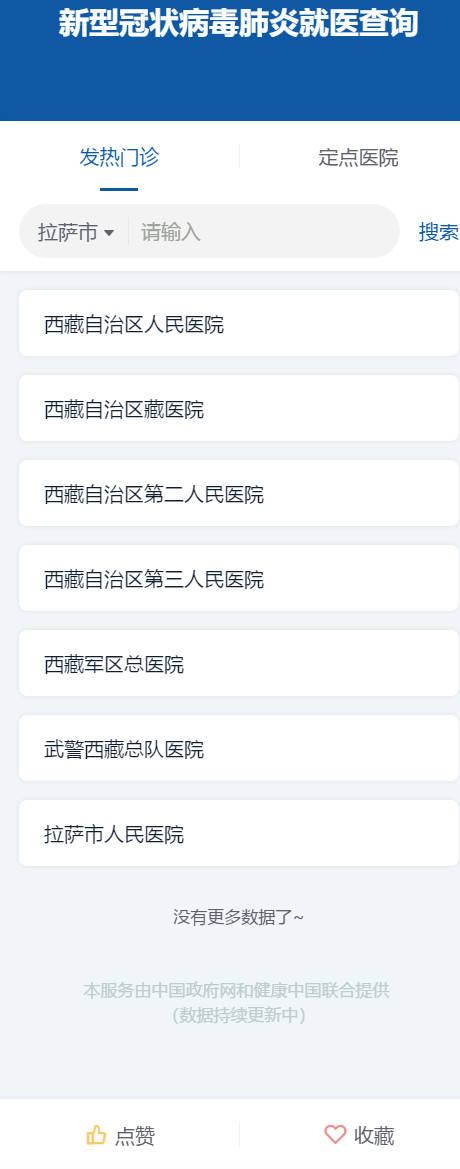 新型冠状病毒肺炎就医查询
发热门诊 定点医院
拉萨市 请输入 搜索
西藏自治区人民医院
西藏自治区藏医院
西藏自治区第二人民医院
西藏自治区第三人民医院
西藏军区总医院
武警西藏总队医院
拉萨市人民医院
没有更多数据了~
本服务由中国政府网和健康中国联合提供
（数据持续更新中）
点赞 收藏